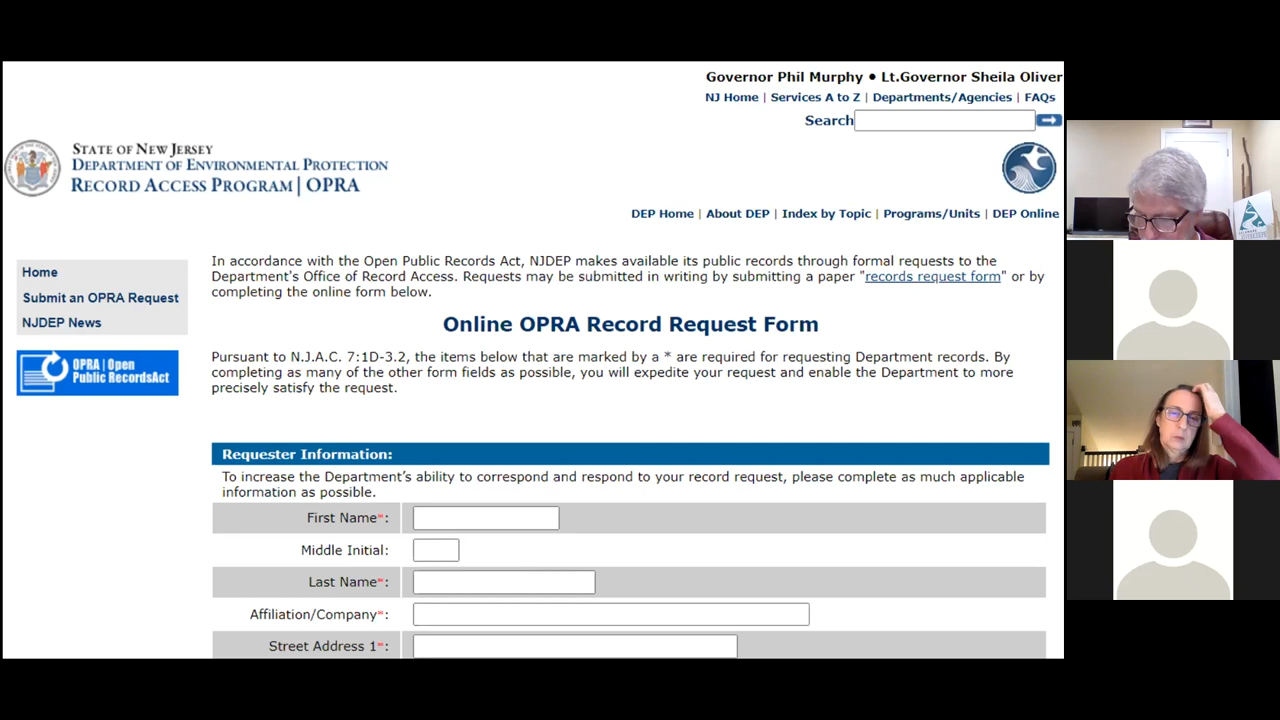 Governor Phil Murphy • Lt.Governor Sheila Oliver
NJ Home | Services A to Z | Departments/Agencies | FAQs
Search
STATE OF NEW JERSEY
DEPARTMENT OF ENVIRONMENTAL PROTECTION
RECORD ACCESS PROGRAM | OPRA
DEP Home | About DEP | Index by Topic | Programs/Units | DEP Online
Home
Submit an OPRA Request
NJDEP News
OPRA | Open
Public RecordsAct
In accordance with the Open Public Records Act, NJDEP makes available its public records through formal requests to the
Department's Office of Record Access. Requests may be submitted in writing by submitting a paper "records request form" or by
completing the online form below.
Online OPRA Record Request Form
Pursuant to N.J.A.C. 7:1D-3.2, the items below that are marked by a * are required for requesting Department records. By
completing as many of the other form fields as possible, you will expedite your request and enable the Department to more
precisely satisfy the request.
Requester Information:
To increase the Department's ability to correspond and respond to your record request, please complete as much applicable
information as possible.
First Name*:
Middle Initial:
Last Name*:
Affiliation/Company*:
Street Address 1*: